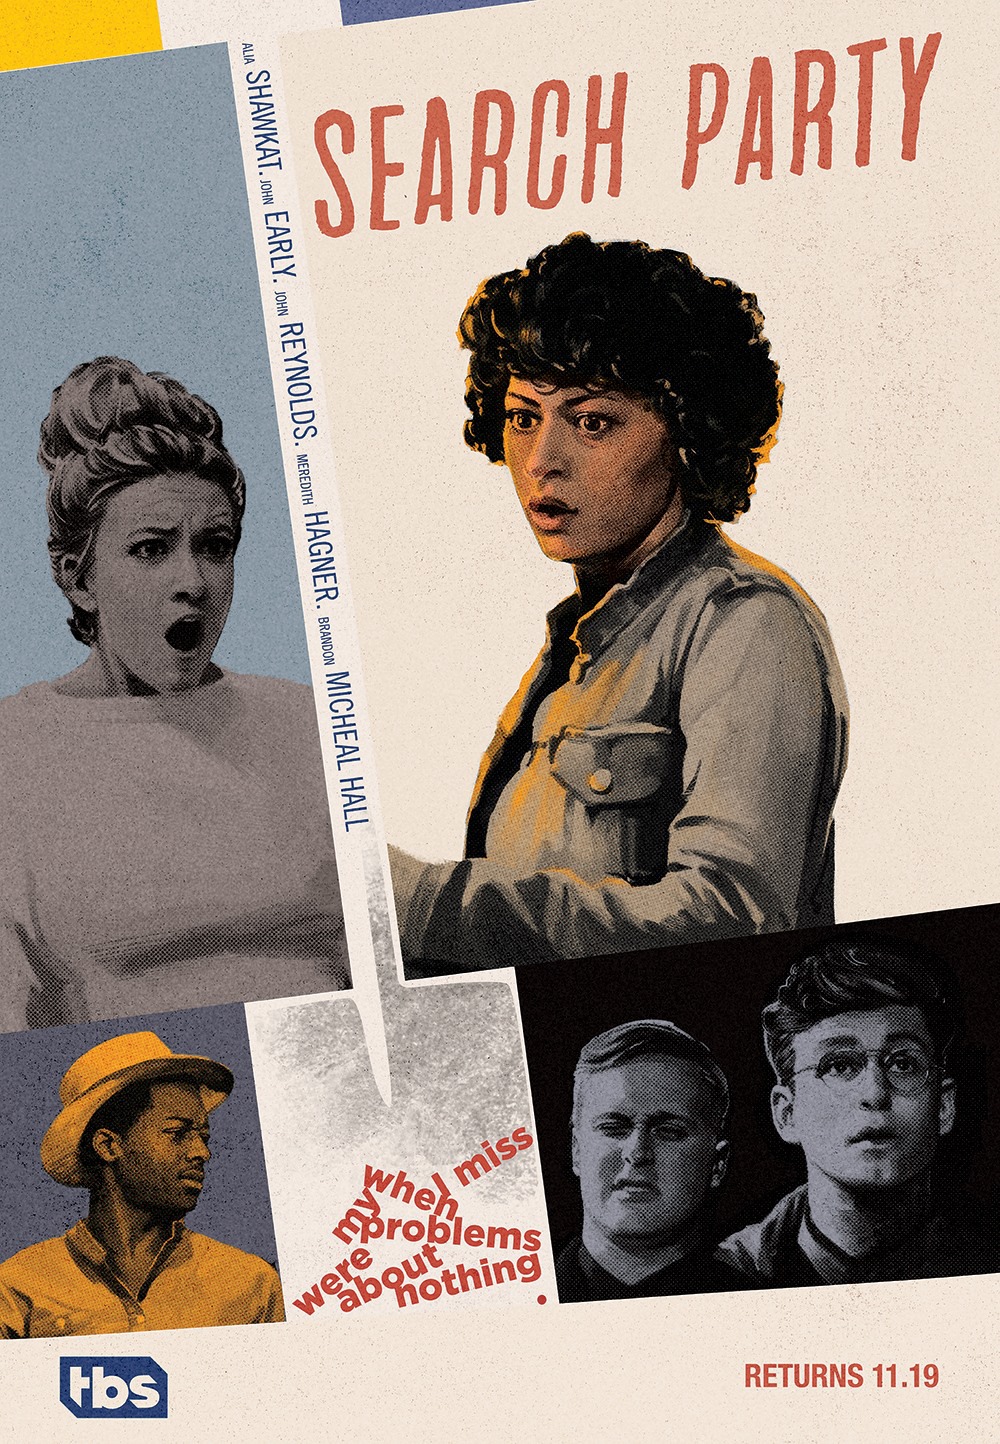 SEARCH PARTY
ALIA SHAWKAT. JOHN EARLY. JOHN REYNOLDS. MEREDITH HAGNER. BRANDON MICHEAL HALL
I miss
when
my
problems
were
about
nothing
.
tbs
RETURNS 11.19